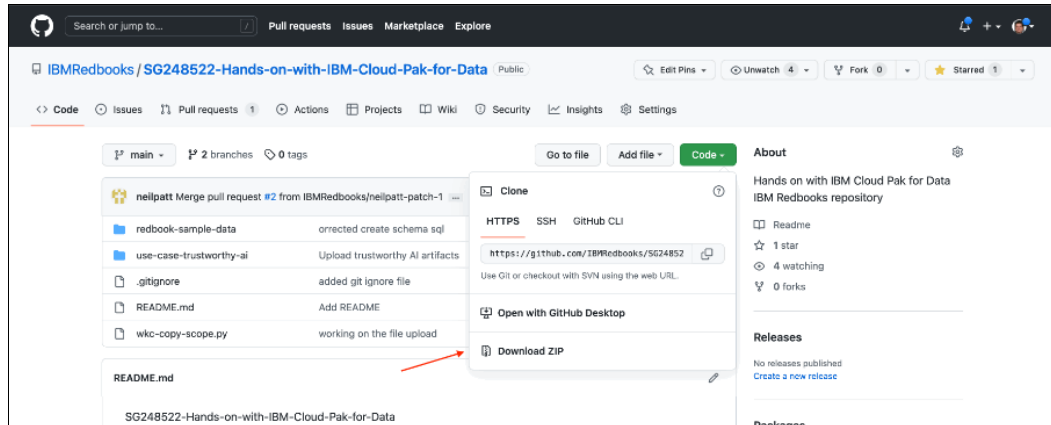 Search or jump to... /
Pull requests Issues Marketplace Explore
IBMRedbooks / SG248522-Hands-on-with-IBM-Cloud-Pak-for-Data Public
Edit Pins Unwatch 4 Fork 0 Starred 1
Code Issues Pull requests 1 Actions Projects Wiki Security Insights Settings
main 2 branches 0 tags
Go to file Add file Code
neilpatt Merge pull request #2 from IBMRedbooks/neilpatt-patch-1 ...
redbook-sample-data orrected create schema sql
use-case-trustworthy-ai Upload trustworthy AI artifacts
.gitignore added git ignore file
README.md Add README
wkc-copy-scope.py working on the file upload
README.md
SG248522-Hands-on-with-IBM-Cloud-Pak-for-Data
Clone
HTTPS SSH GitHub CLI
https://github.com/IBMRedbooks/SG24852
Use Git or checkout with SVN using the web URL.
Open with GitHub Desktop
Download ZIP
About
Hands on with IBM Cloud Pak for Data
IBM Redbooks repository
Readme
1 star
4 watching
0 forks
Releases
No releases published
Create a new release
Packages